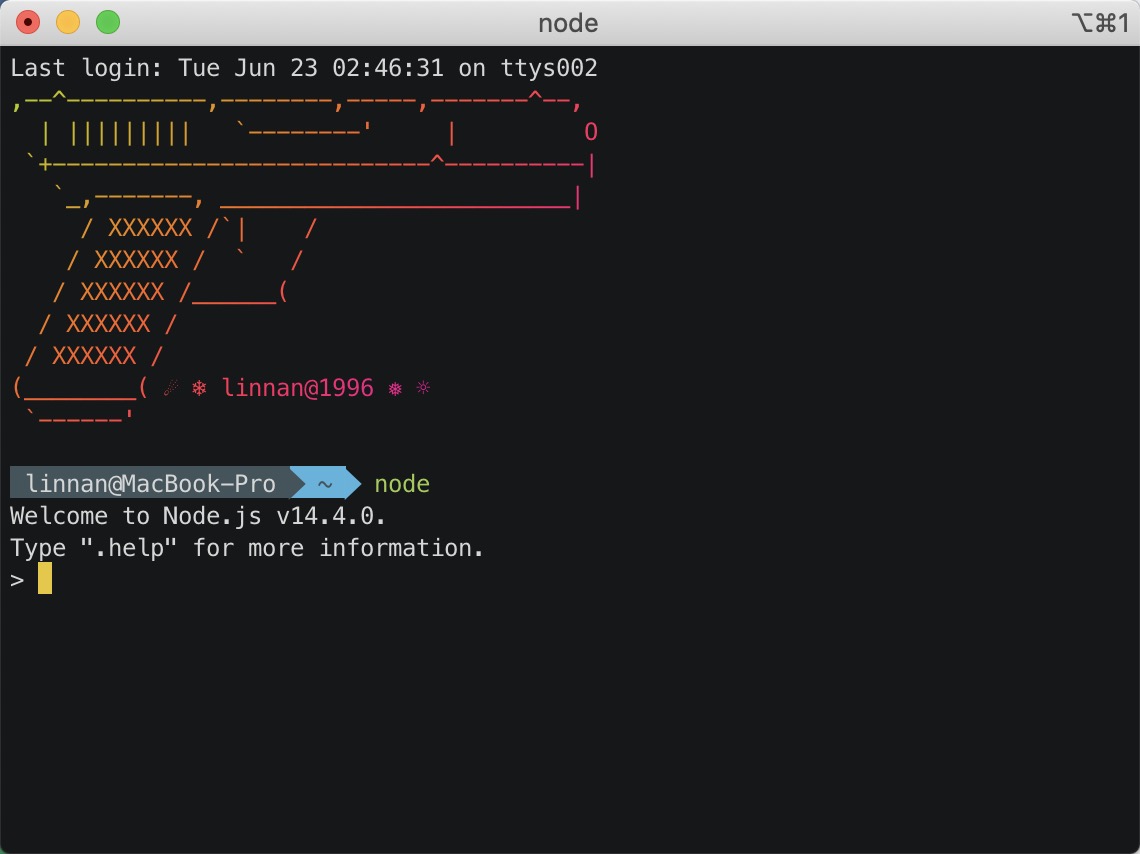 node
⌥⌘1
Last login: Tue Jun 23 02:46:31 on ttys002
,--^----------,--------,-----,-------^--,
  | |||||||||   `--------'     |          O
 `+---------------------------^----------|
   `_,-------, _________________________|
     / XXXXXX /`|    /
    / XXXXXX /  `   /
   / XXXXXX /______(
  / XXXXXX /
 / XXXXXX /
(________( ☄ ❄ linnan@1996 ❅ ☼
 `------'
linnan@MacBook-Pro ~ node
Welcome to Node.js v14.4.0.
Type ".help" for more information.
>